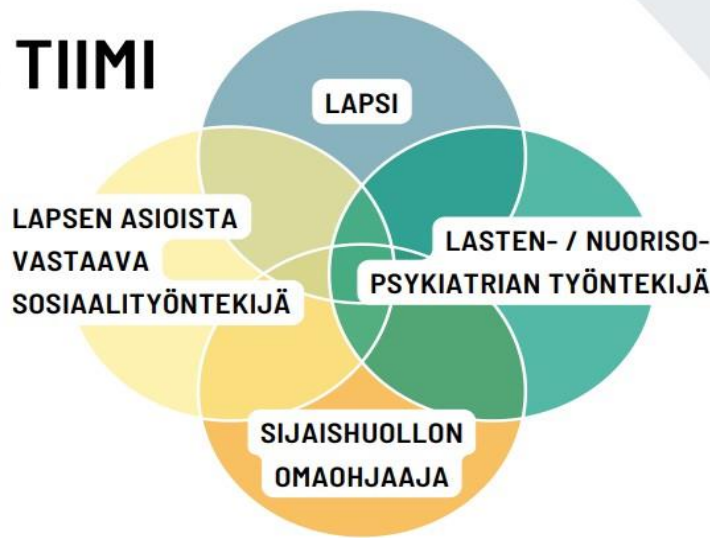 TIIMI
LAPSI
LAPSEN ASIOISTA
VASTAAVA
SOSIAALITYÖNTEKIJÄ
LASTEN- / NUORISO-
PSYKIATRIAN TYÖNTEKIJÄ
SIJAISHUOLLON
OMAOHJAAJA